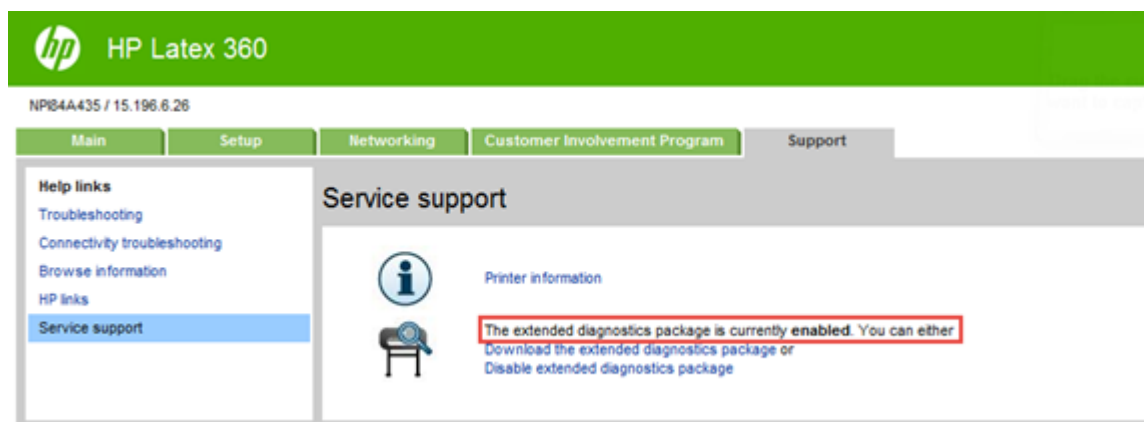 hp HP Latex 360
NPI84A435 / 15.196.6.26
Main Setup Networking Customer Involvement Program Support
Help links
Troubleshooting
Connectivity troubleshooting
Browse information
HP links
Service support
Service support
Printer information
The extended diagnostics package is currently enabled. You can either
Download the extended diagnostics package or
Disable extended diagnostics package